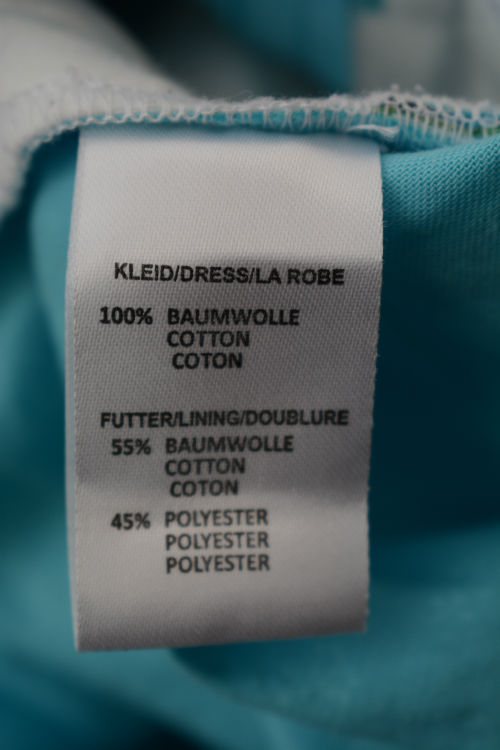 KLEID/DRESS/LA ROBE
100% BAUMWOLLE
COTTON
COTON
FUTTER/LINING/DOUBLURE
55% BAUMWOLLE
COTTON
COTON
45% POLYESTER
POLYESTER
POLYESTER